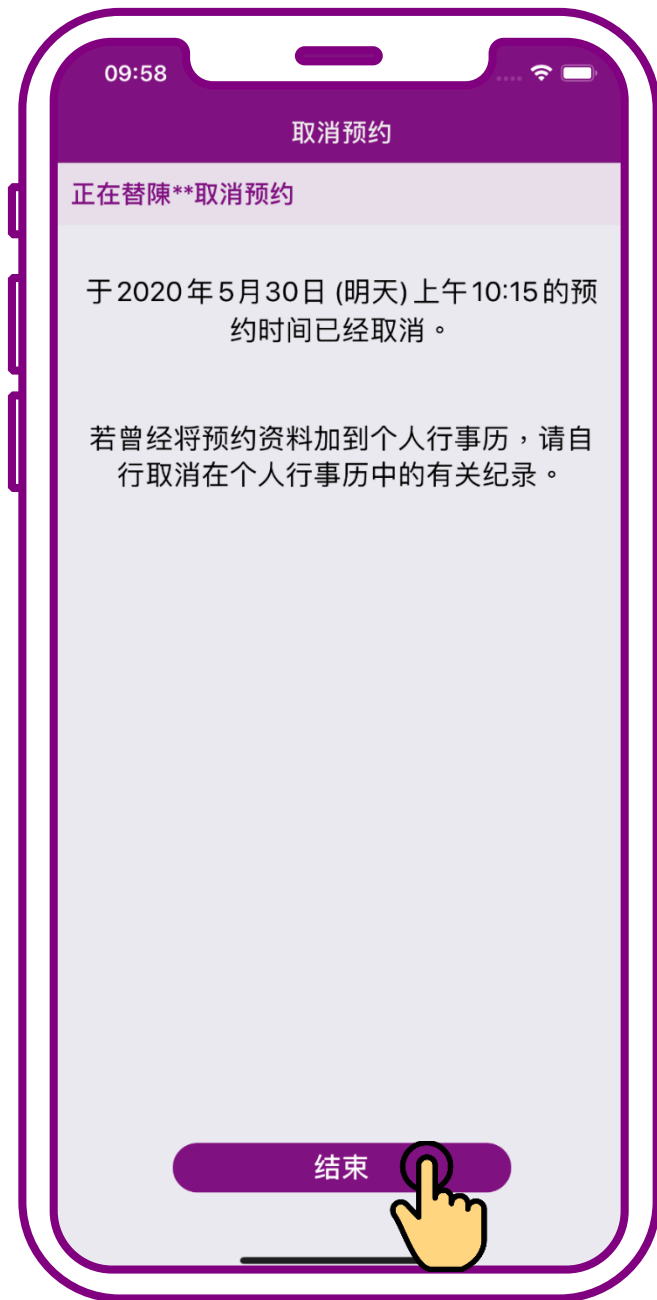 09:58
取消预约
正在替陳**取消预约
于2020年5月30日 (明天) 上午10:15的预
约时间已经取消。
若曾经将预约资料加到个人行事历，请自
行取消在个人行事历中的有关纪录。
结束